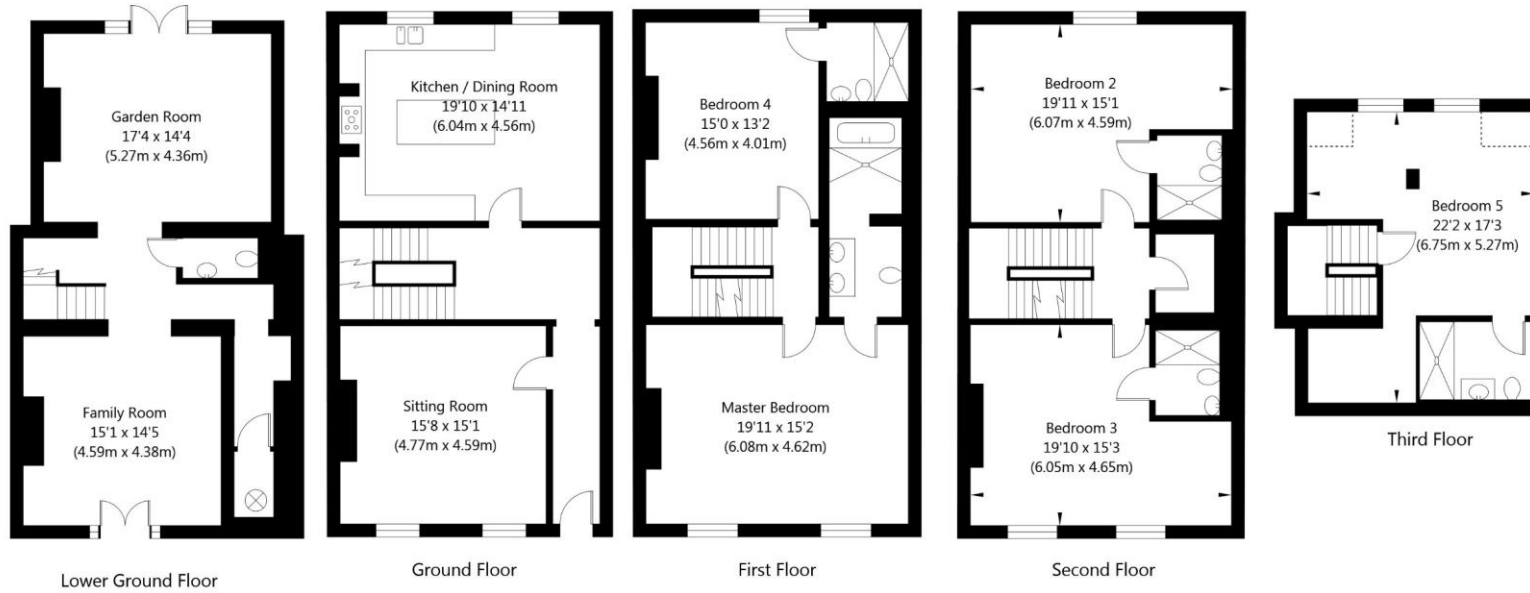 Garden Room
17'4 x 14'4
(5.27m x 4.36m)
Family Room
15'1 x 14'5
(4.59m x 4.38m)
Lower Ground Floor
Kitchen / Dining Room
19'10 x 14'11
(6.04m x 4.56m)
Sitting Room
15'8 x 15'1
(4.77m x 4.59m)
Ground Floor
Bedroom 4
15'0 x 13'2
(4.56m x 4.01m)
Master Bedroom
19'11 x 15'2
(6.08m x 4.62m)
First Floor
Bedroom 2
19'11 x 15'1
(6.07m x 4.59m)
Bedroom 3
19'10 x 15'3
(6.05m x 4.65m)
Second Floor
Bedroom 5
22'2 x 17'3
(6.75m x 5.27m)
Third Floor